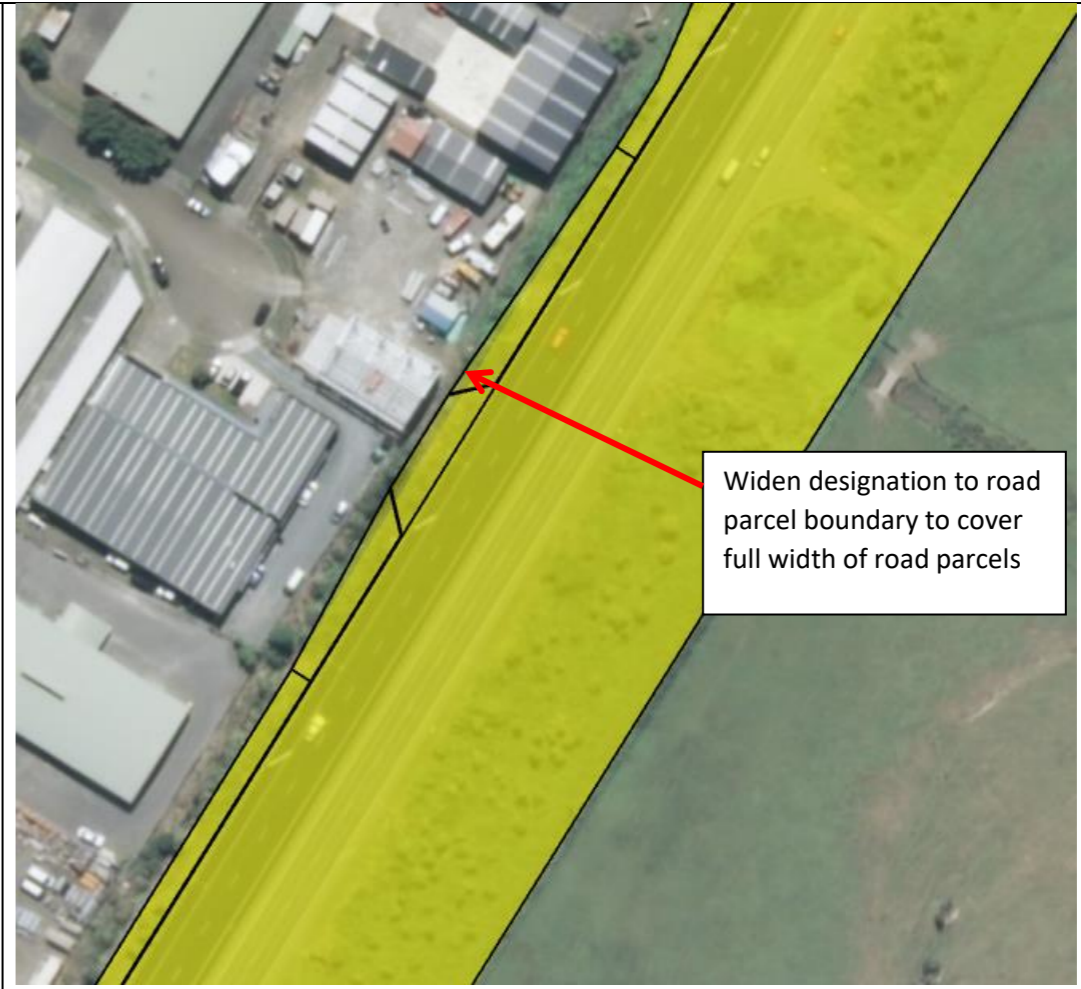 Widen designation to road
parcel boundary to cover
full width of road parcels